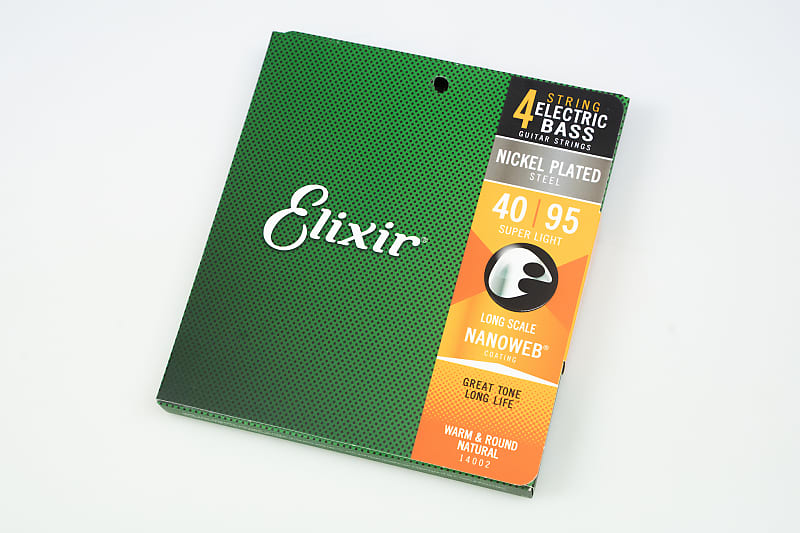 Elixir®
4 STRING
ELECTRIC
BASS
GUITAR STRINGS
NICKEL PLATED
STEEL
40 | 95
SUPER LIGHT
LONG SCALE
NANOWEB®
COATING
GREAT TONE
LONG LIFE
WARM & ROUND
NATURAL
14002